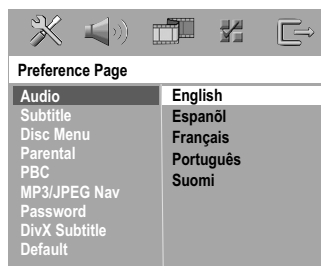 Preference Page
Audio
Subtitle
Disc Menu
Parental
PBC
MP3/JPEG Nav
Password
DivX Subtitle
Default
English
Espanõl
Français
Português
Suomi